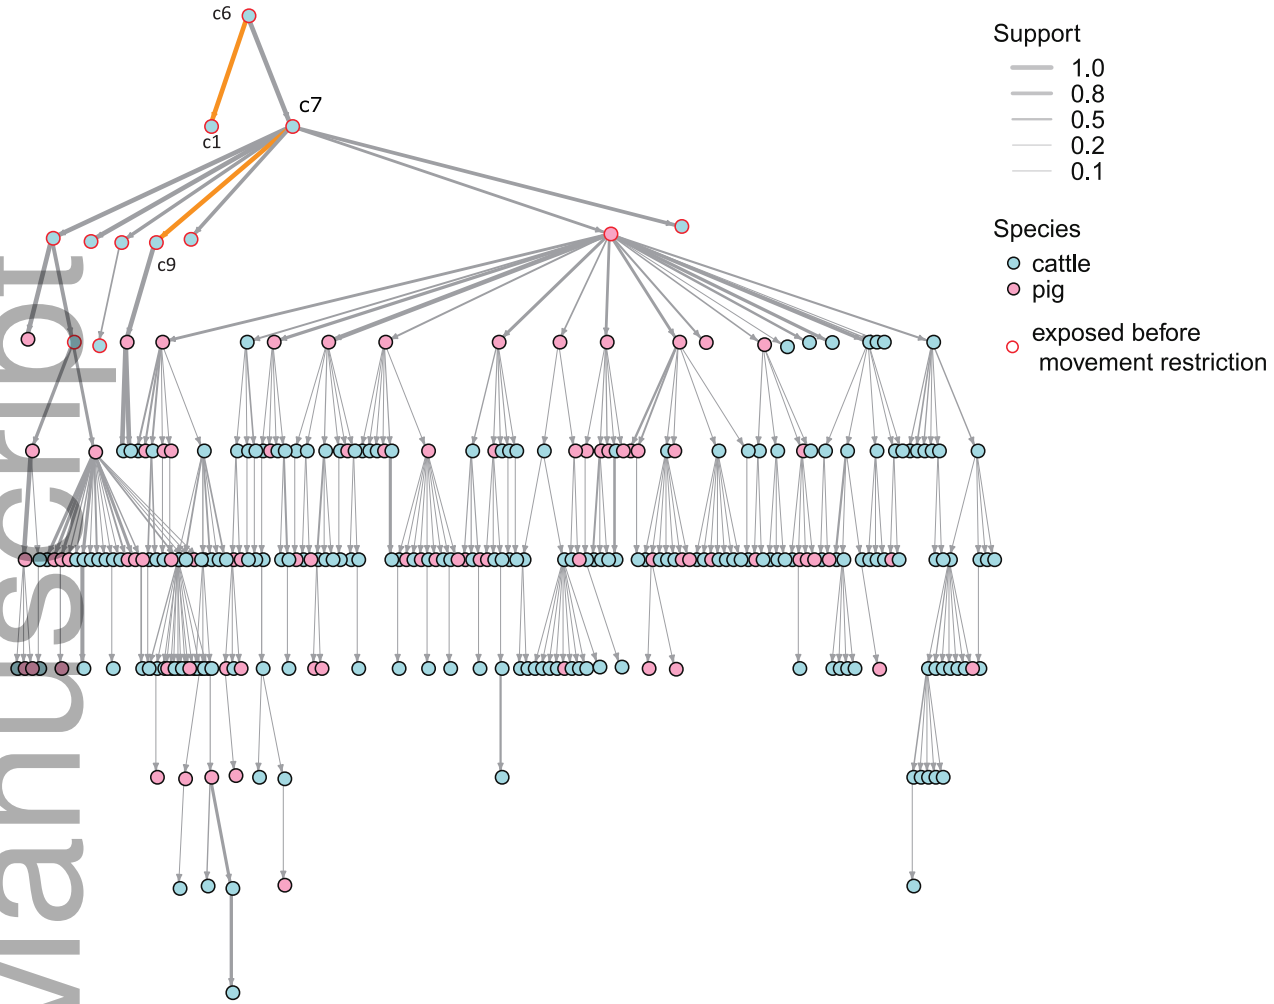 c6
c7
c1
c9
Support
1.0
0.8
0.5
0.2
0.1
Species
cattle
pig
exposed before
movement restriction
Manuscript